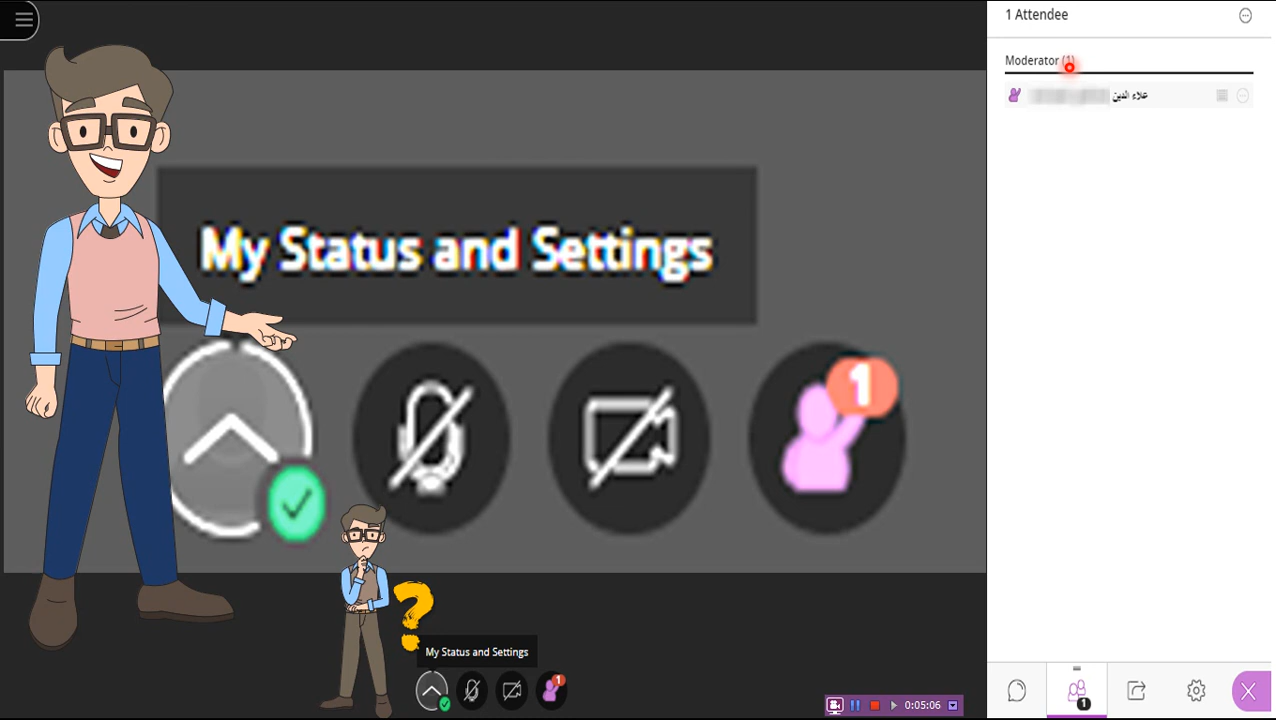 1 Attendee
Moderator (1)
علاء الدين
My Status and Settings
1
?
My Status and Settings
1
1
0:05:06